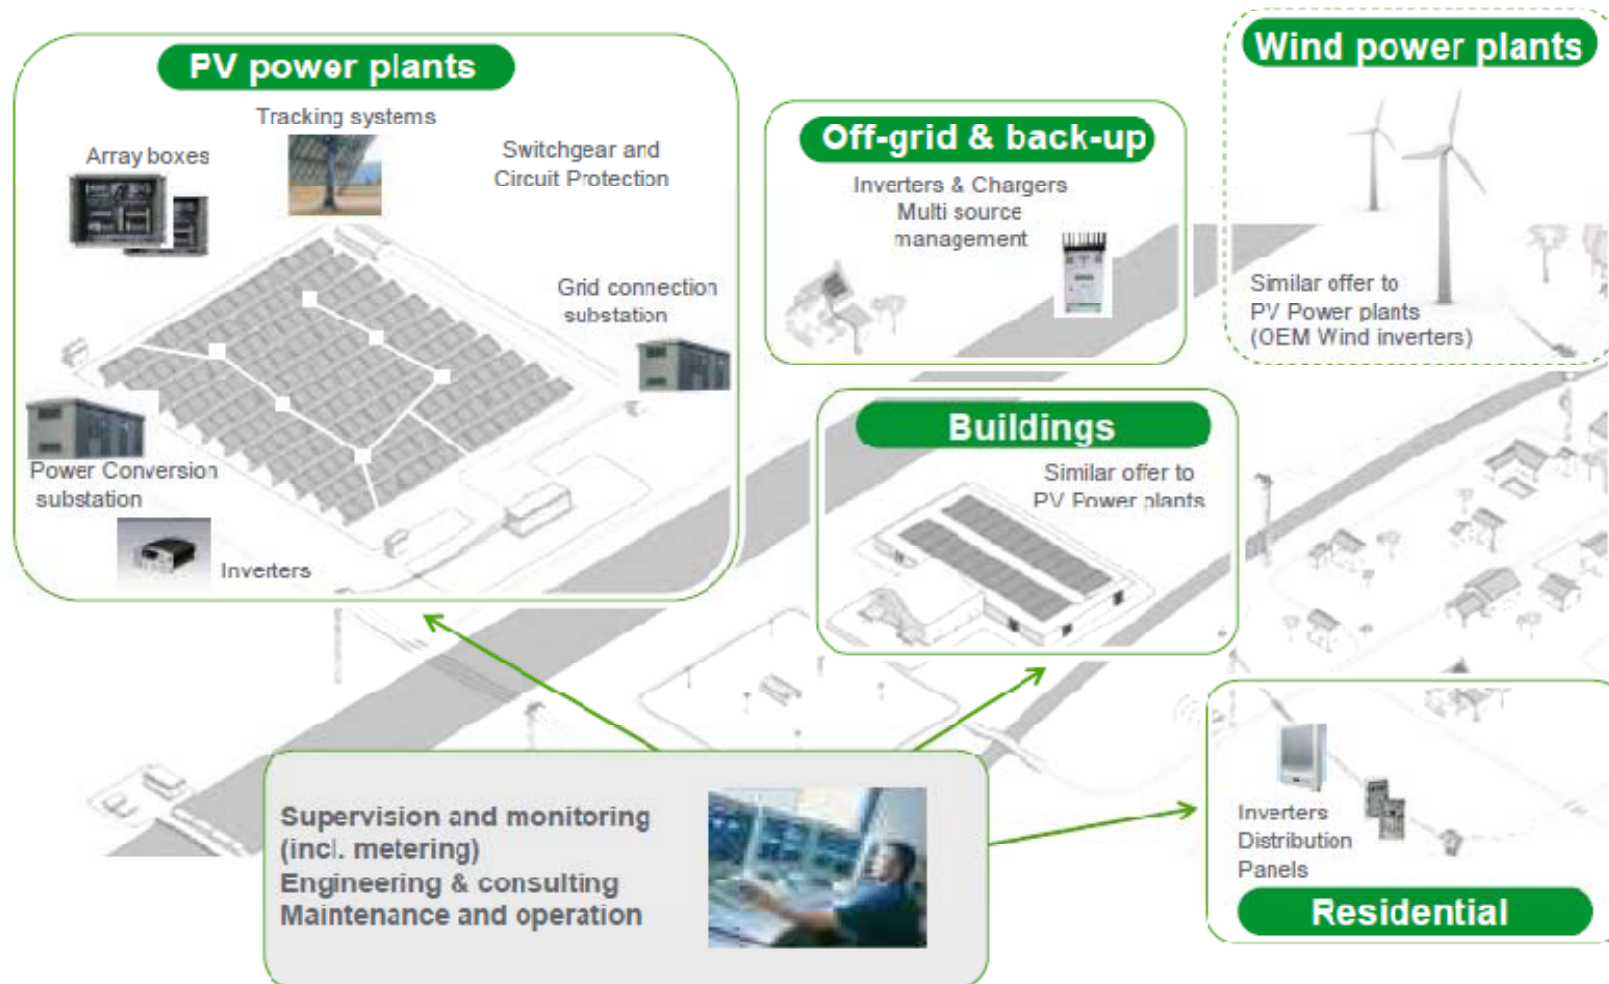 PV power plants
Tracking systems
Array boxes
Switchgear and
Circuit Protection
Grid connection
substation
Power Conversion
substation
Inverters
Off-grid & back-up
Inverters & Chargers
Multi source
management
Wind power plants
Similar offer to
PV Power plants
(OEM Wind inverters)
Buildings
Similar offer to
PV Power plants
Supervision and monitoring
(incl. metering)
Engineering & consulting
Maintenance and operation
Inverters
Distribution
Panels
Residential